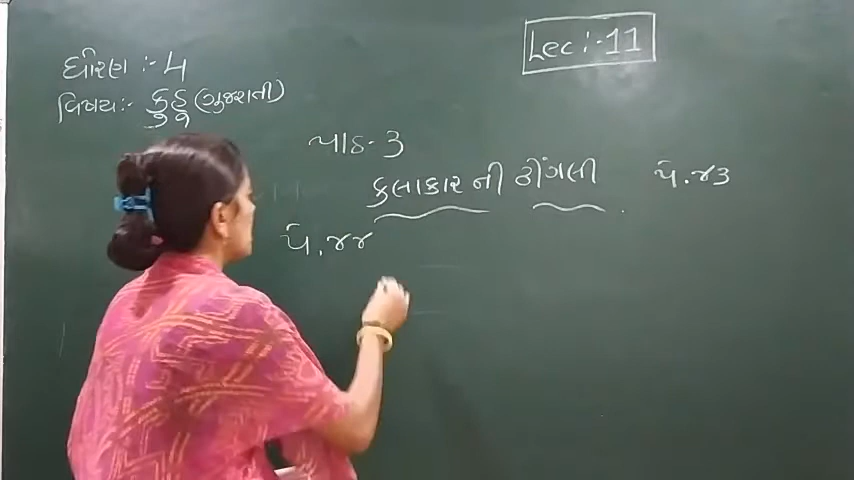 Lec :- 11
ધોરણ :- 4
વિષય :- કુહૂ (ગુજરાતી)
પાઠ - 3
કલાકાર ની ઢીંગલી પે. ૪૩
પે. ૪૪